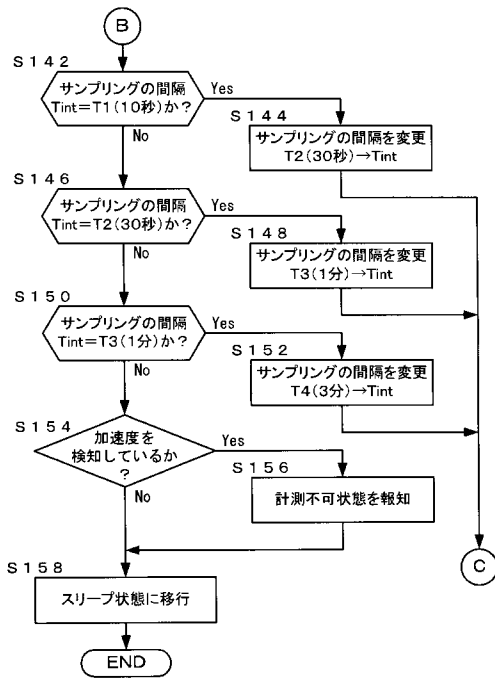 B
S142
サンプリングの間隔
Tint=T1(10秒)か?
Yes
No
S144
サンプリングの間隔を変更
T2(30秒)→Tint
S146
サンプリングの間隔
Tint=T2(30秒)か?
Yes
No
S148
サンプリングの間隔を変更
T3(1分)→Tint
S150
サンプリングの間隔
Tint=T3(1分)か?
Yes
No
S152
サンプリングの間隔を変更
T4(3分)→Tint
S154
加速度を
検知しているか
?
Yes
No
S156
計測不可状態を報知
C
S158
スリープ状態に移行
END